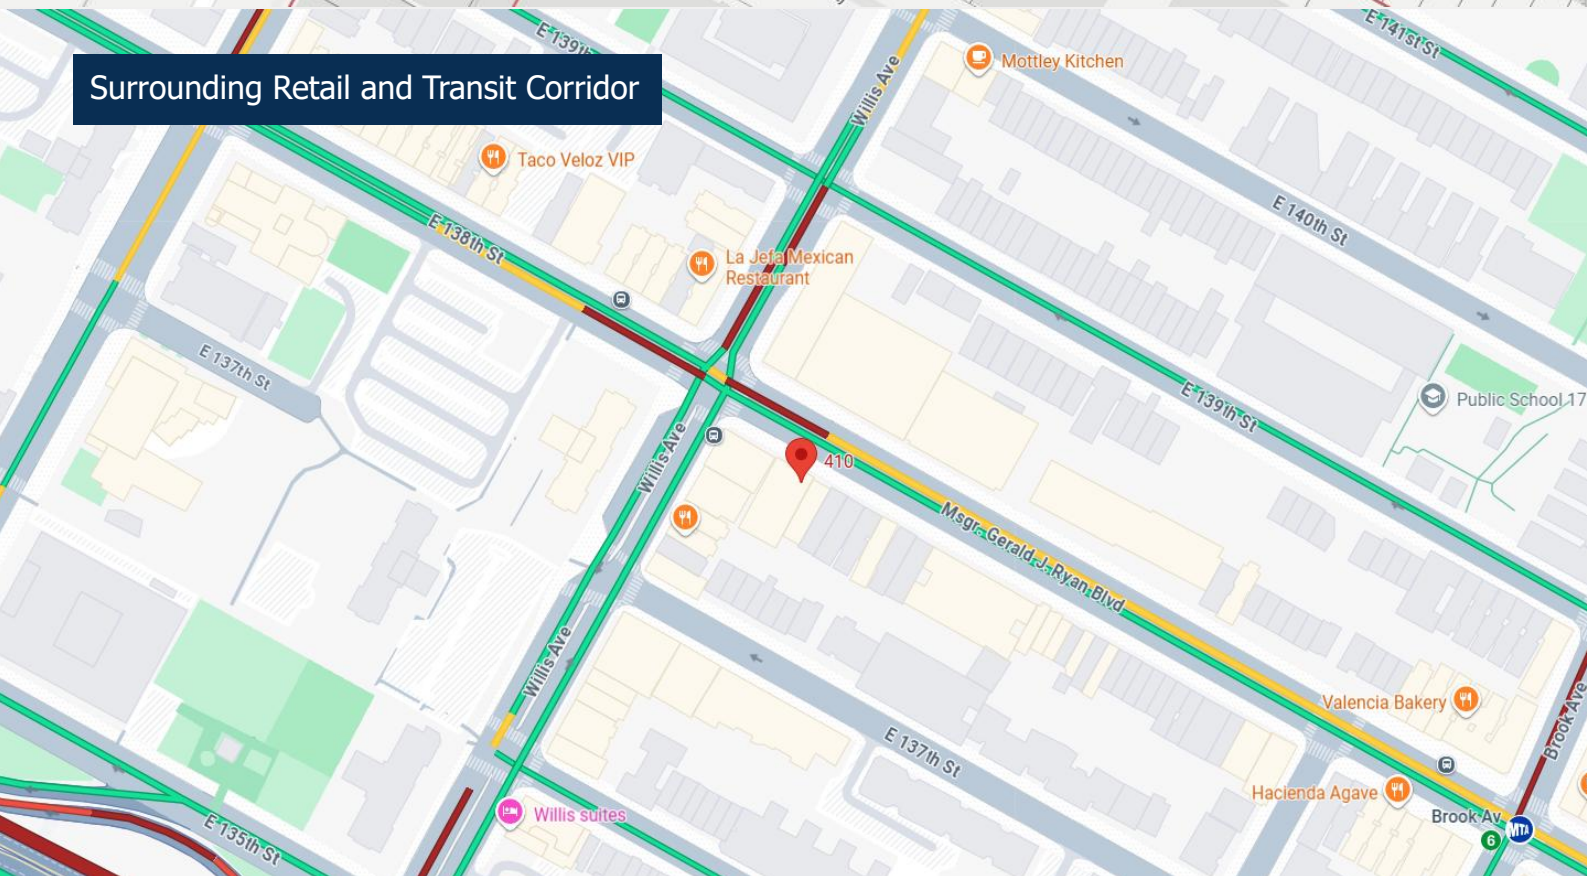 E 139th
E 141st St
Mottley Kitchen
Surrounding Retail and Transit Corridor
Willis Ave
Taco Veloz VIP
E 138th St
E 140th St
La Jefa Mexican
Restaurant
E 137th St
E 139th St
Public School 17
Willis Ave
410
Msgr. Gerald J. Ryan Blvd
Willis Ave
Valencia Bakery
Brook Ave
E 137th St
Hacienda Agave
Willis suites
Brook Av
MTA
6
E 135th St